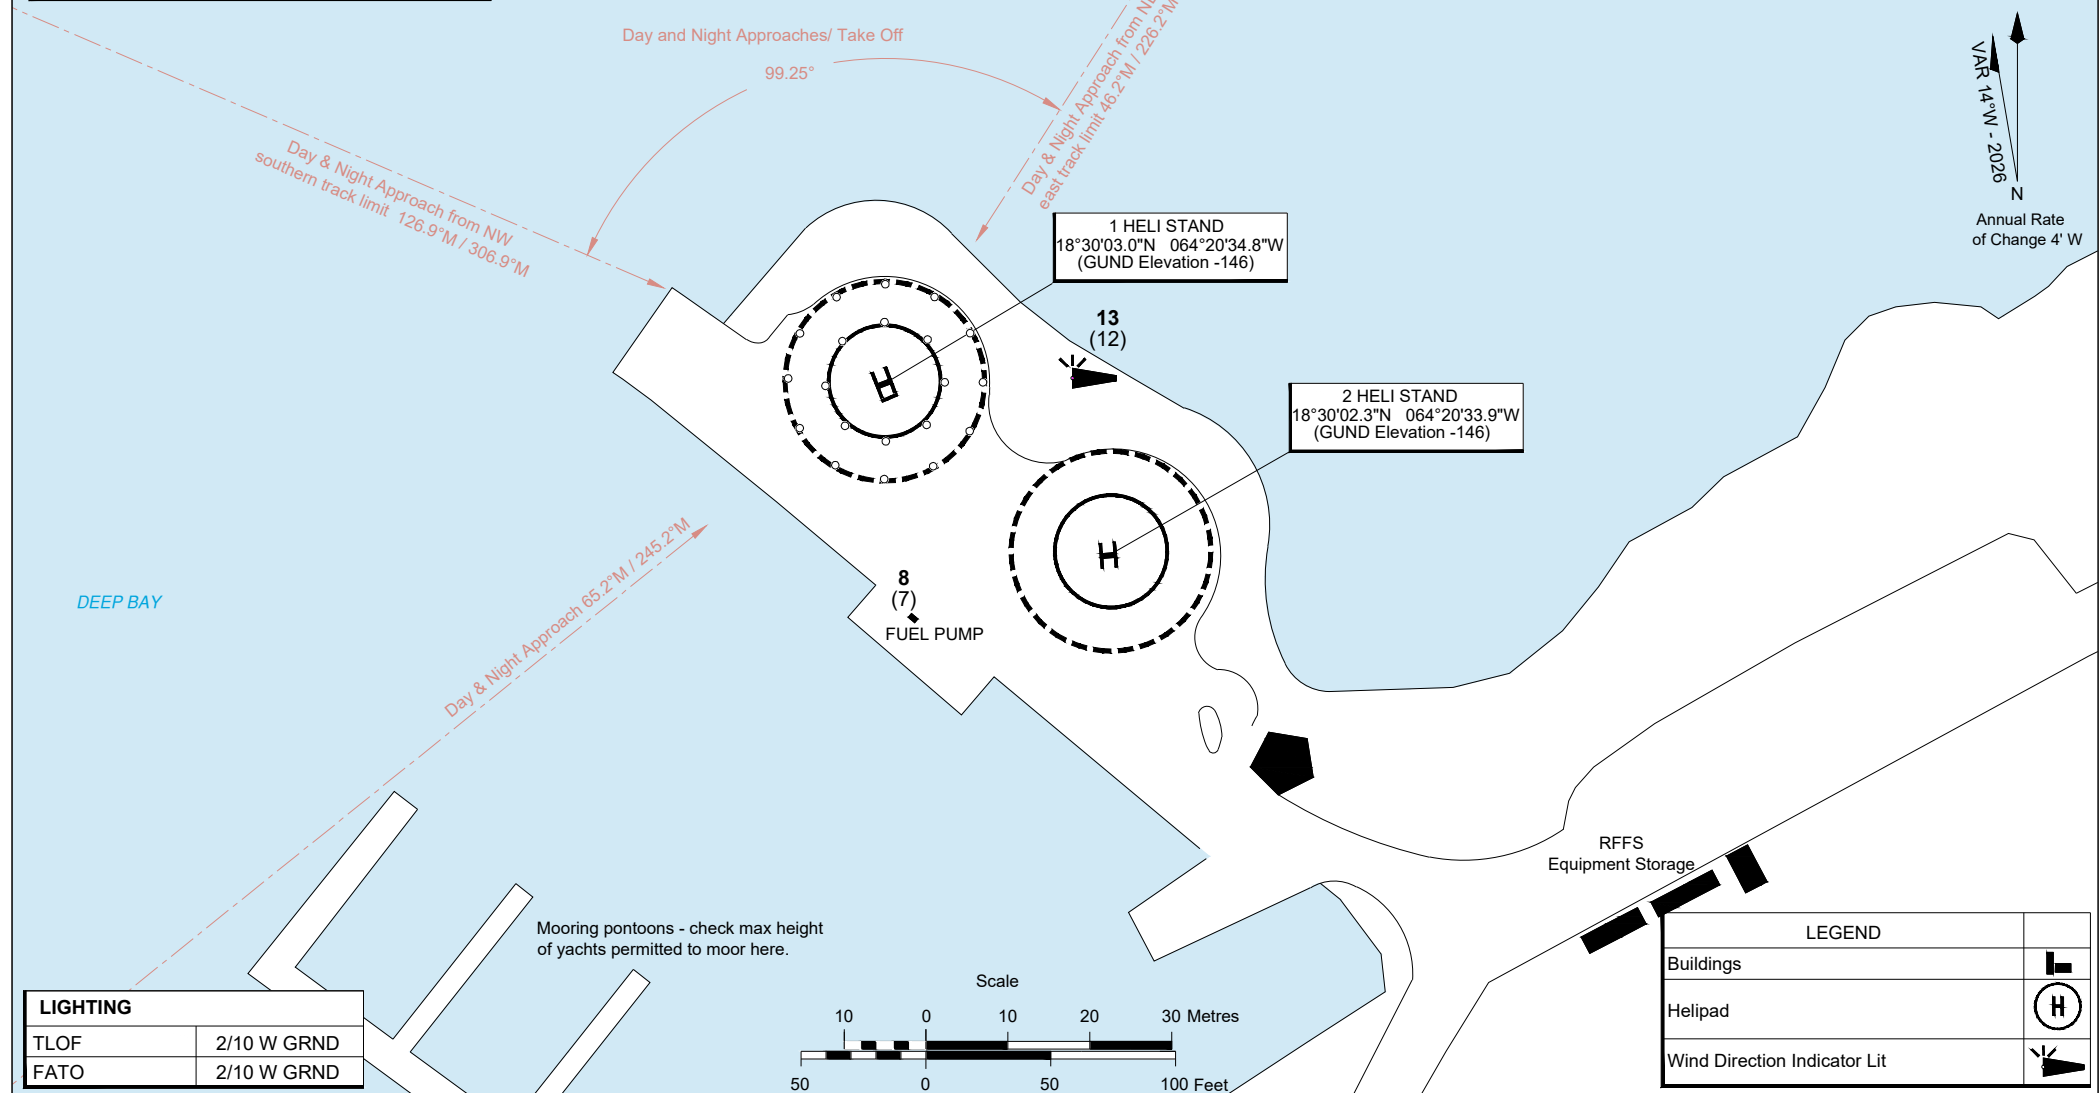 Day and Night Approaches/ Take Off
99.25°
Day & Night Approach from NE
east track limit 46.2°M / 226.2°M
Day & Night Approach from NW
southern track limit 126.9°M / 306.9°M
VAR 14°W - 2026
N
Annual Rate
of Change 4' W
1 HELI STAND
18°30'03.0"N 064°20'34.8"W
(GUND Elevation -146)
13
(12)
H
2 HELI STAND
18°30'02.3"N 064°20'33.9"W
(GUND Elevation -146)
H
Day & Night Approach 65.2°M / 245.2°M
DEEP BAY
8
(7)
FUEL PUMP
RFFS
Equipment Storage
Mooring pontoons - check max height
of yachts permitted to moor here.
Scale
10 0 10 20 30 Metres
50 0 50 100 Feet
LIGHTING
TLOF 2/10 W GRND
FATO 2/10 W GRND
LEGEND
Buildings
Helipad H
Wind Direction Indicator Lit